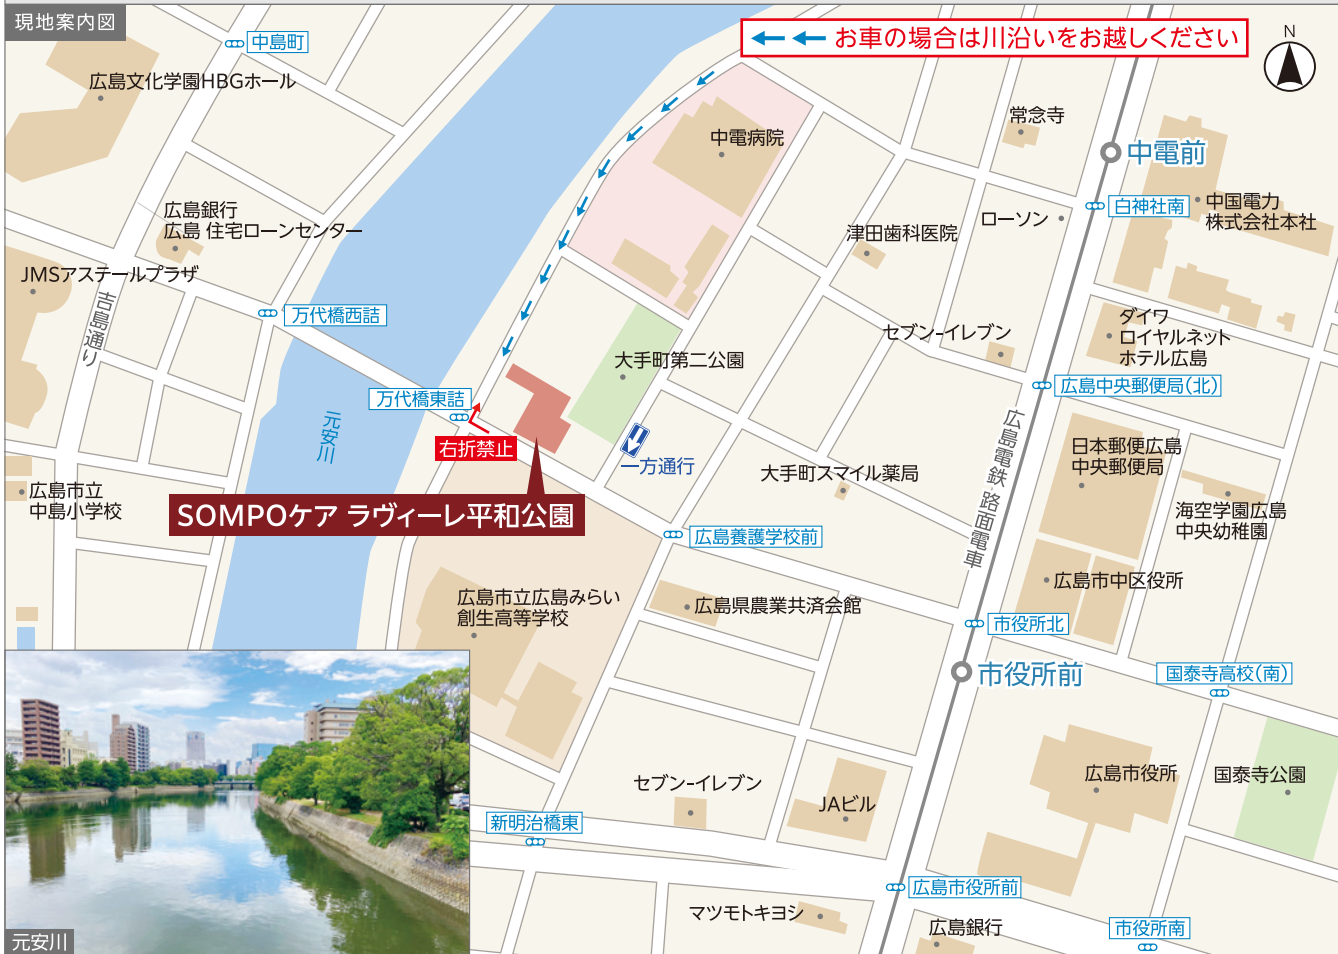 現地案内図
お車の場合は川沿いをお越しください
N
中島町
広島文化学園HBGホール
中電病院
常念寺
中電前
広島銀行
広島 住宅ローンセンター
白神社南
中国電力
株式会社本社
ローソン
津田歯科医院
JMSアステールプラザ
吉島通り
万代橋西詰
セブン-イレブン
ダイワ
ロイヤルネット
ホテル広島
大手町第二公園
広島中央郵便局(北)
万代橋東詰
元安川
右折禁止
一方通行
広島電鉄 路面電車
日本郵便広島
中央郵便局
大手町スマイル薬局
広島市立
中島小学校
SOMPOケア ラヴィーレ平和公園
海空学園広島
中央幼稚園
広島養護学校前
広島市中区役所
広島市立広島みらい
創生高等学校
広島県農業共済会館
市役所北
市役所前
国泰寺高校(南)
広島市役所
国泰寺公園
セブン-イレブン
JAビル
新明治橋東
広島市役所前
マツモトキヨシ
広島銀行
市役所南
元安川